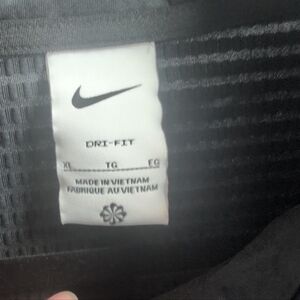 DRI-FIT
XL TG EG
MADE IN VIETNAM
FABRIQUE AU VIETNAM